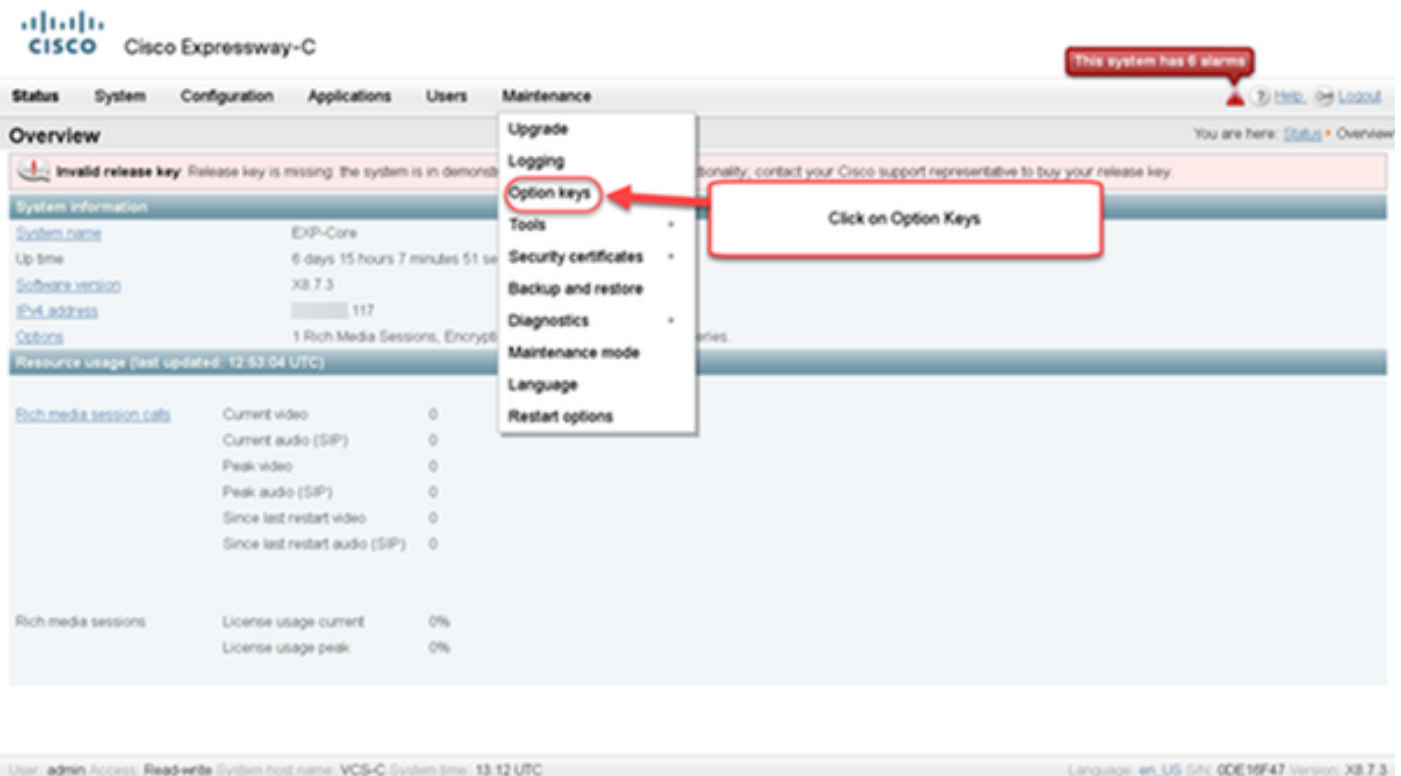 CISCO Cisco Expressway-C
This system has 6 alarms
Status System Configuration Applications Users Maintenance
Help Logout
Overview
You are here: Status Overview
Invalid release key: Release key is missing: the system is in demonst
onality; contact your Cisco support representative to buy your release key.
Upgrade
Logging
Option keys
Tools
Security certificates
Backup and restore
Diagnostics
Maintenance mode
Language
Restart options
Click on Option Keys
System information
System name EXP-Core
Up time 6 days 15 hours 7 minutes 51 se
Software version X8.7.3
IPv4 address .117
Options 1 Rich Media Sessions, Encrypti
eries.
Resource usage (last updated: 12:53:04 UTC)
Rich media session calls Current video 0
Current audio (SIP) 0
Peak video 0
Peak audio (SIP) 0
Since last restart video 0
Since last restart audio (SIP) 0
Rich media sessions License usage current 0%
License usage peak 0%
User: admin Access: Read-write System host name: VCS-C System time: 13:12 UTC
Language: en_US S/N: 0DE16F47 Version: X8.7.3